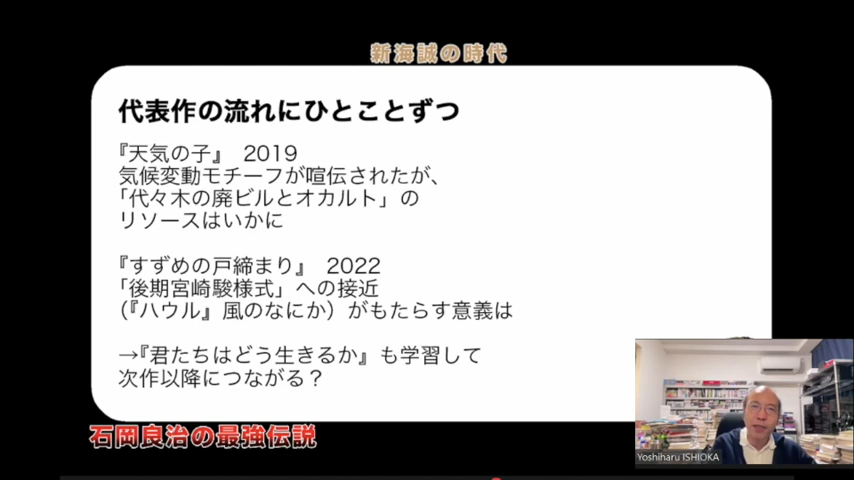 新海誠の時代
代表作の流れにひとことずつ
『天気の子』 2019
気候変動モチーフが喧伝されたが、
「代々木の廃ビルとオカルト」の
リソースはいかに
『すずめの戸締まり』 2022
「後期宮崎駿様式」への接近
(『ハウル』風のなにか)がもたらす意義は
→『君たちはどう生きるか』も学習して
次作以降につながる？
石岡良治の最強伝説
Yoshiharu ISHIOKA